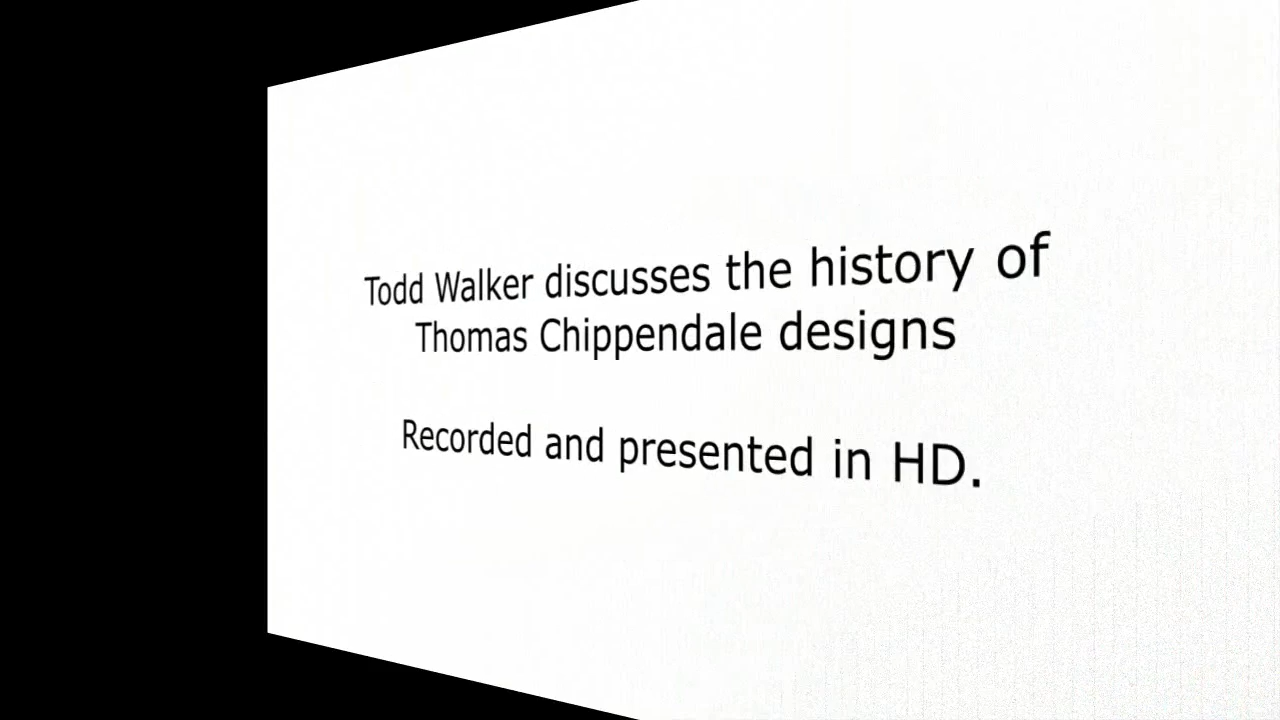 Todd Walker discusses the history of
Thomas Chippendale designs
Recorded and presented in HD.